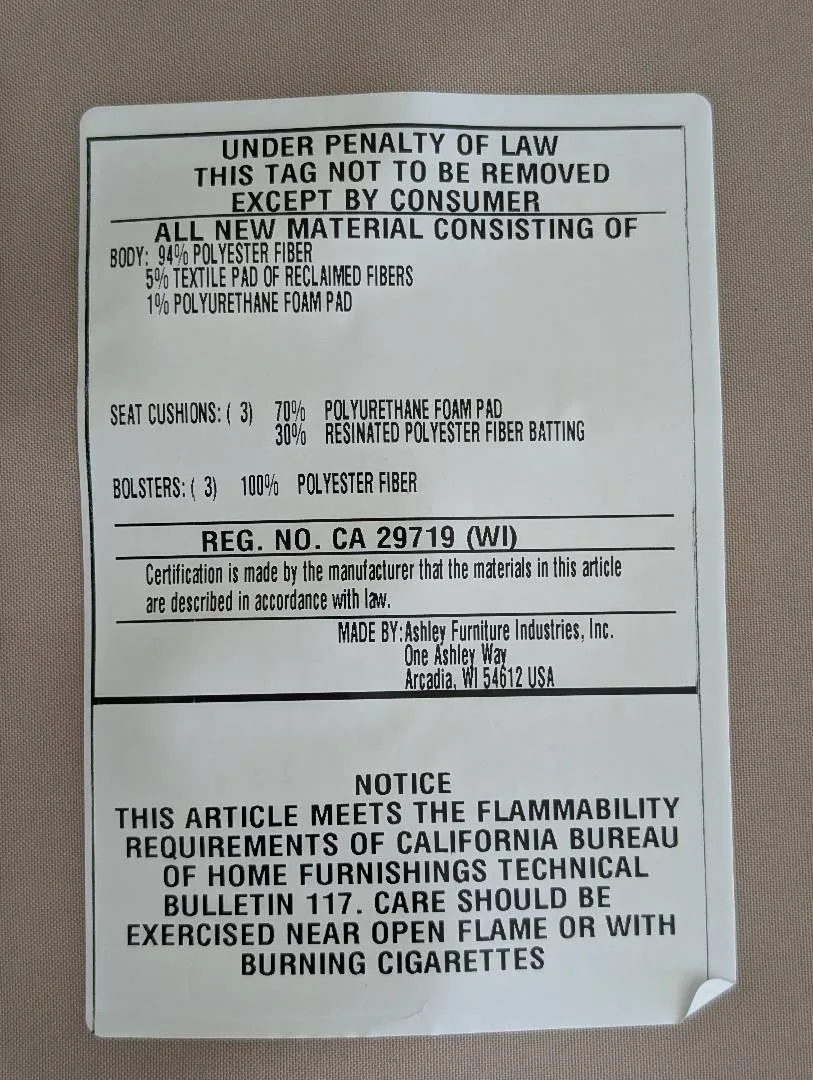 UNDER PENALTY OF LAW
THIS TAG NOT TO BE REMOVED
EXCEPT BY CONSUMER
ALL NEW MATERIAL CONSISTING OF
BODY: 94% POLYESTER FIBER
5% TEXTILE PAD OF RECLAIMED FIBERS
1% POLYURETHANE FOAM PAD
SEAT CUSHIONS: ( 3) 70% POLYURETHANE FOAM PAD
30% RESINATED POLYESTER FIBER BATTING
BOLSTERS: ( 3) 100% POLYESTER FIBER
REG. NO. CA 29719 (WI)
Certification is made by the manufacturer that the materials in this article
are described in accordance with law.
MADE BY: Ashley Furniture Industries, Inc.
One Ashley Way
Arcadia, WI 54612 USA
NOTICE
THIS ARTICLE MEETS THE FLAMMABILITY
REQUIREMENTS OF CALIFORNIA BUREAU
OF HOME FURNISHINGS TECHNICAL
BULLETIN 117. CARE SHOULD BE
EXERCISED NEAR OPEN FLAME OR WITH
BURNING CIGARETTES